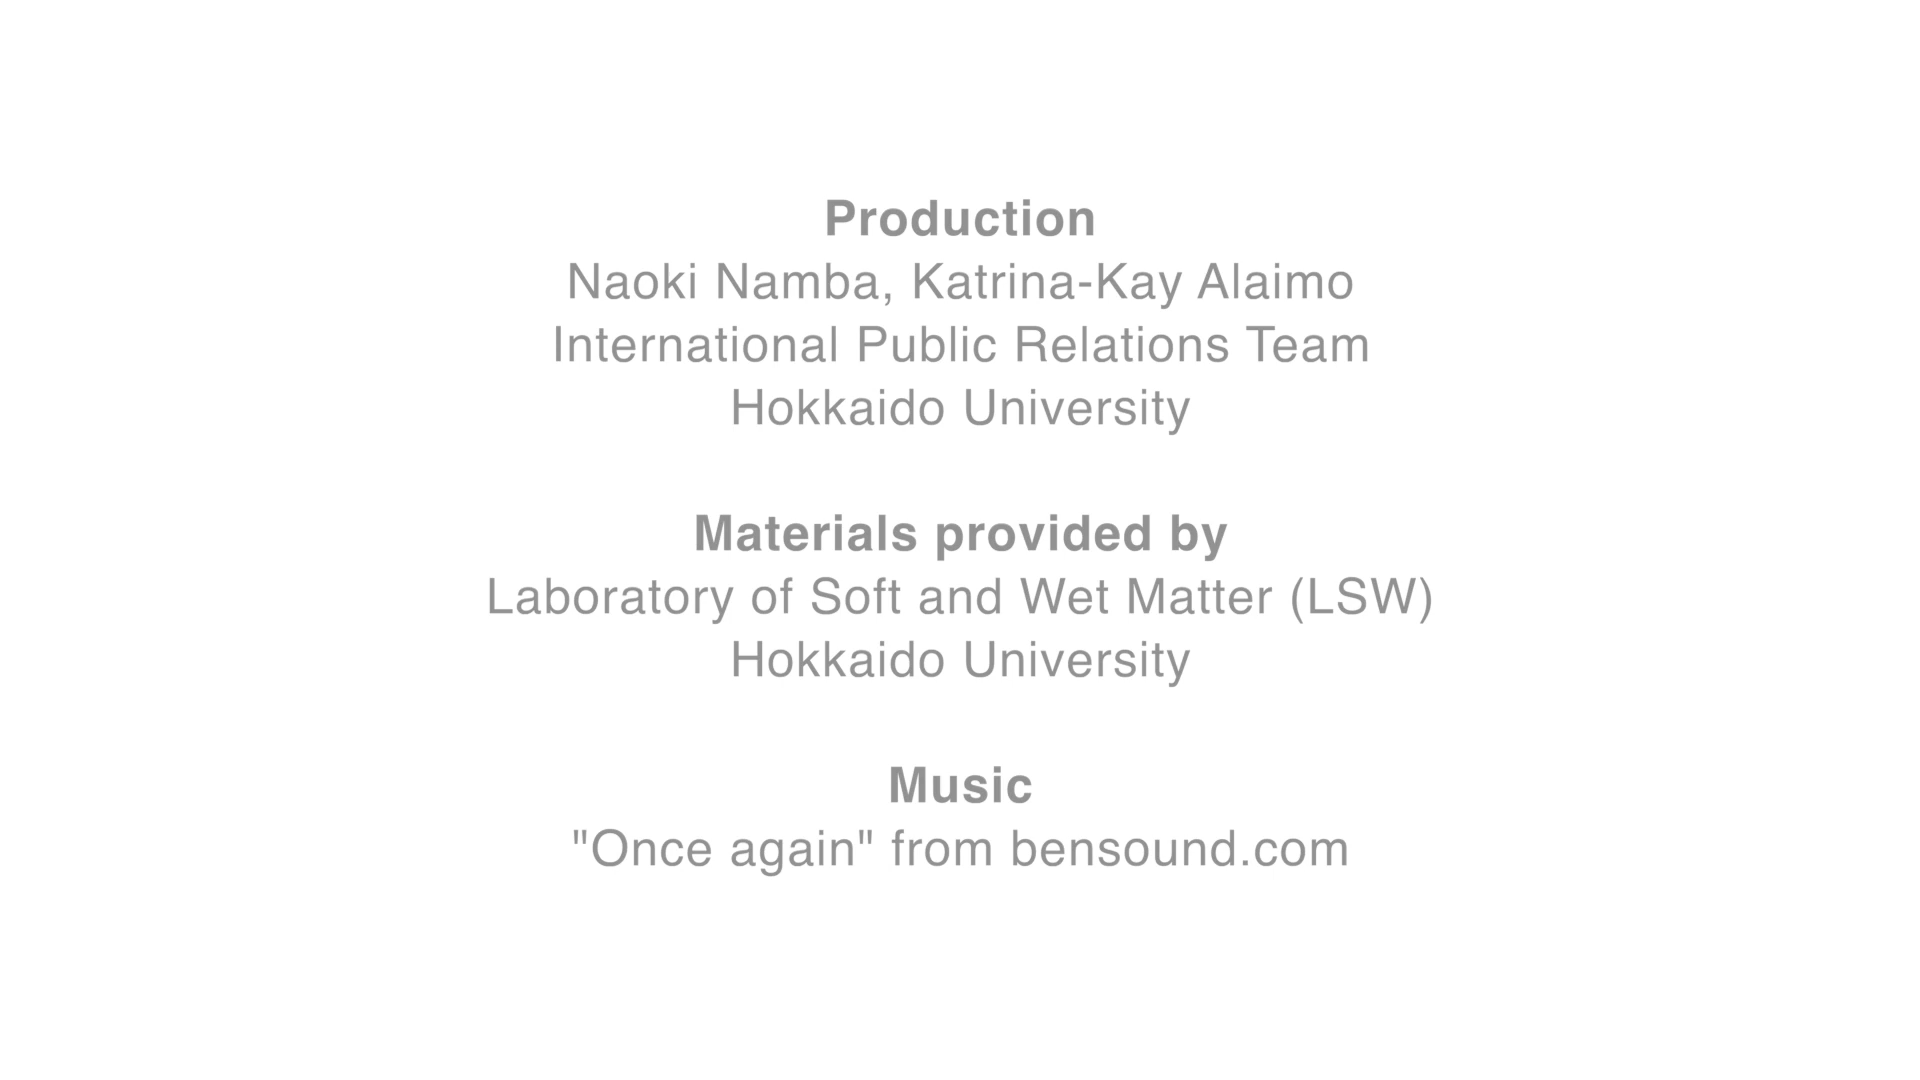 Production
Naoki Namba, Katrina-Kay Alaimo
International Public Relations Team
Hokkaido University
Materials provided by
Laboratory of Soft and Wet Matter (LSW)
Hokkaido University
Music
"Once again" from bensound.com